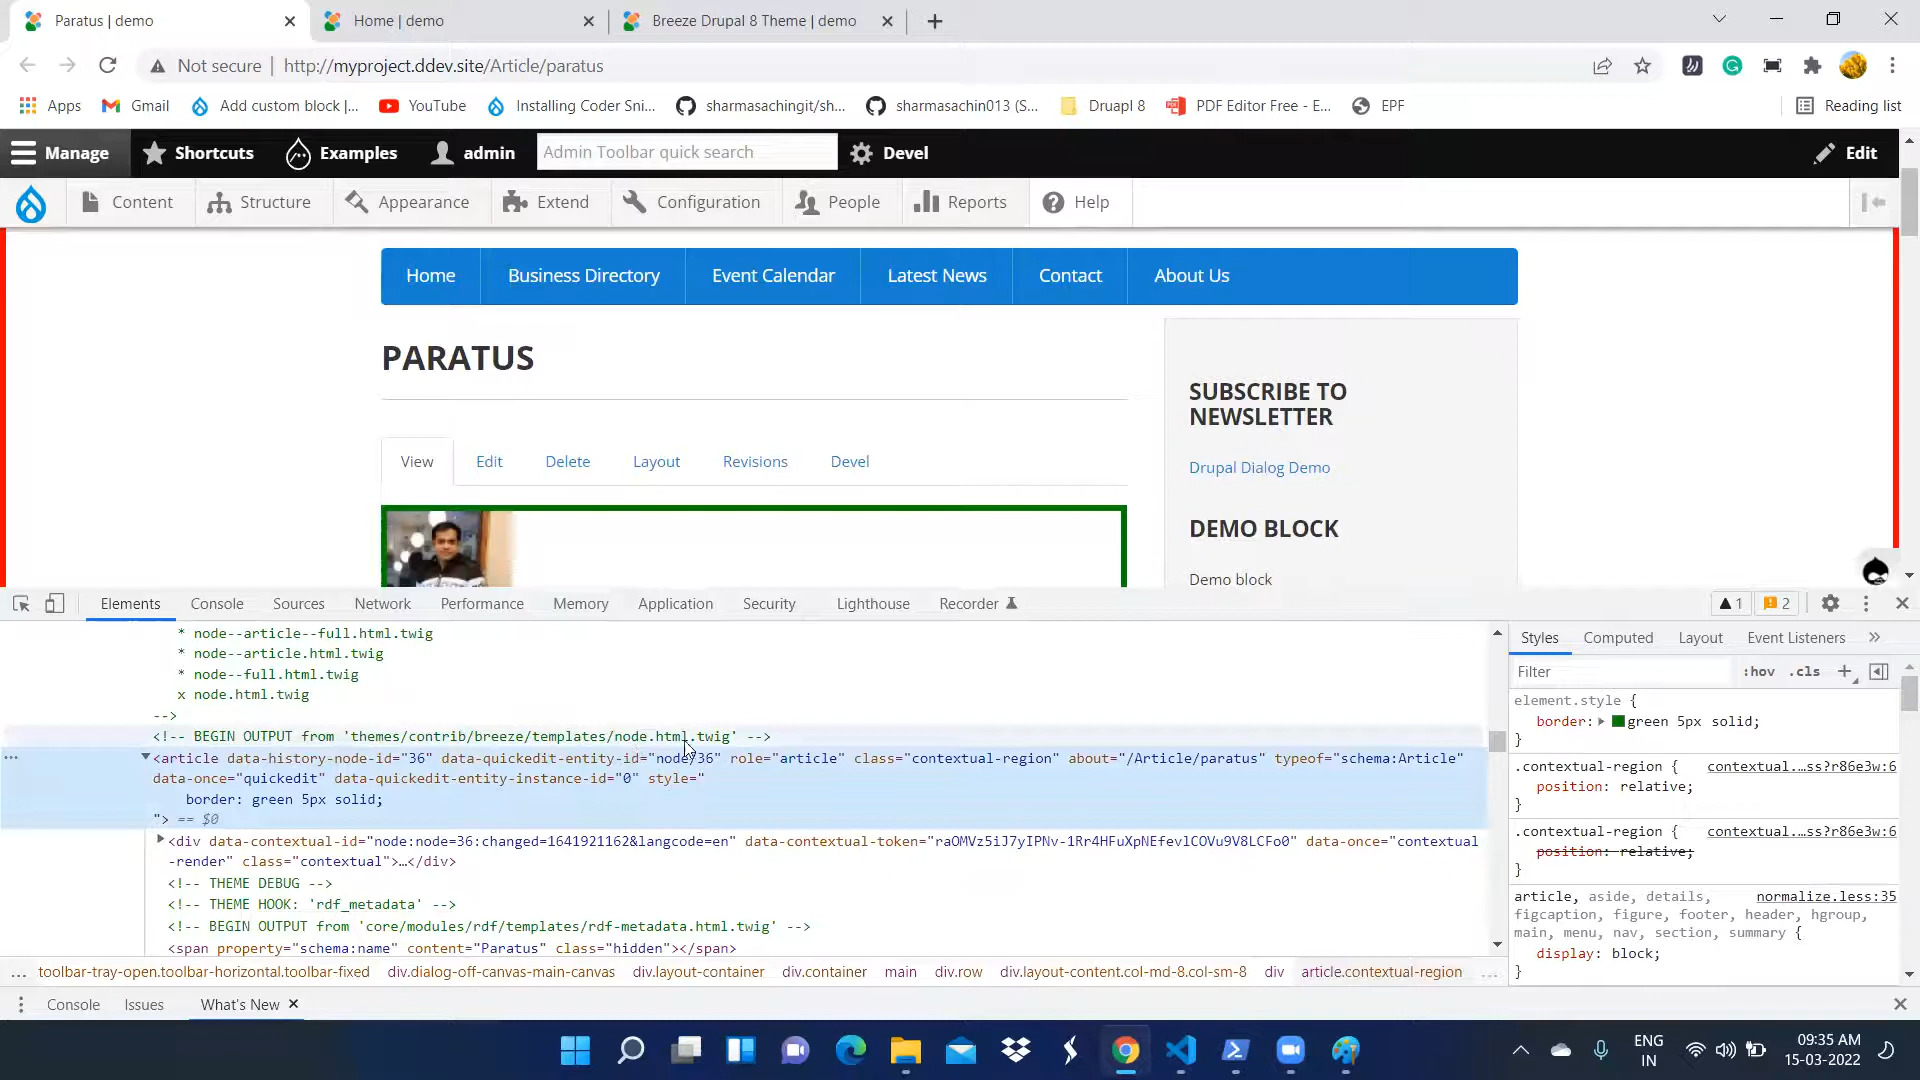 Paratus | demo
Home | demo
Breeze Drupal 8 Theme | demo
Not secure | http://myproject.ddev.site/Article/paratus
Apps
Gmail
Add custom block |...
YouTube
Installing Coder Sni...
sharmasachingit/sh...
sharmasachin013 (S...
Druapl 8
PDF Editor Free - E...
EPF
Reading list
Manage
Shortcuts
Examples
admin
Admin Toolbar quick search
Devel
Edit
Content
Structure
Appearance
Extend
Configuration
People
Reports
Help
Home
Business Directory
Event Calendar
Latest News
Contact
About Us
PARATUS
View
Edit
Delete
Layout
Revisions
Devel
SUBSCRIBE TO
NEWSLETTER
Drupal Dialog Demo
DEMO BLOCK
Demo block
Elements
Console
Sources
Network
Performance
Memory
Application
Security
Lighthouse
Recorder
1
2
* node--article--full.html.twig
* node--article.html.twig
* node--full.html.twig
x node.html.twig
-->
<!-- BEGIN OUTPUT from 'themes/contrib/breeze/templates/node.html.twig' -->
<article data-history-node-id="36" data-quickedit-entity-id="node/36" role="article" class="contextual-region" about="/Article/paratus" typeof="schema:Article"
data-once="quickedit" data-quickedit-entity-instance-id="0" style="
border: green 5px solid;
"> == $0
<div data-contextual-id="node:node=36:changed=1641921162&langcode=en" data-contextual-token="raOMVz5iJ7yIPNv-1Rr4HFuXpNEfevlCOVu9V8LCFo0" data-once="contextual
-render" class="contextual">…</div>
<!-- THEME DEBUG -->
<!-- THEME HOOK: 'rdf_metadata' -->
<!-- BEGIN OUTPUT from 'core/modules/rdf/templates/rdf-metadata.html.twig' -->
<span property="schema:name" content="Paratus" class="hidden"></span>
Styles
Computed
Layout
Event Listeners
Filter
:hov
.cls
element.style {
border: green 5px solid;
}
.contextual-region {
contextual.…ss?r86e3w:6
position: relative;
}
.contextual-region {
contextual.…ss?r86e3w:6
position: relative;
}
article, aside, details,
normalize.less:35
figcaption, figure, footer, header, hgroup,
main, menu, nav, section, summary {
display: block;
}
... toolbar-tray-open.toolbar-horizontal.toolbar-fixed
div.dialog-off-canvas-main-canvas
div.layout-container
div.container
main
div.row
div.layout-content.col-md-8.col-sm-8
div
article.contextual-region
...
Console
Issues
What's New
ENG
IN
09:35 AM
15-03-2022